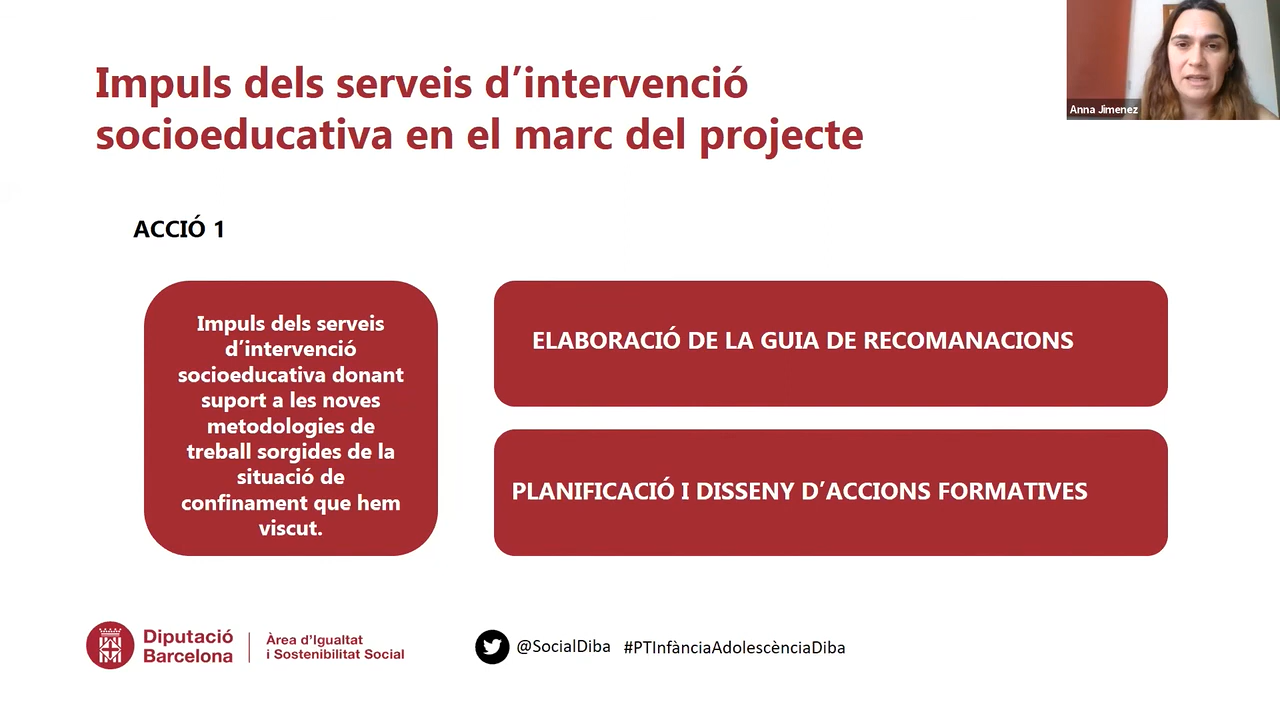 Impuls dels serveis d’intervenció
socioeducativa en el marc del projecte
Anna Jimenez
ACCIÓ 1
Impuls dels serveis
d’intervenció
socioeducativa donant
suport a les noves
metodologies de
treball sorgides de la
situació de
confinament que hem
viscut.
ELABORACIÓ DE LA GUIA DE RECOMANACIONS
PLANIFICACIÓ I DISSENY D’ACCIONS FORMATIVES
Diputació
Barcelona
Àrea d’Igualtat
i Sostenibilitat Social
@SocialDiba #PTInfànciaAdolescènciaDiba